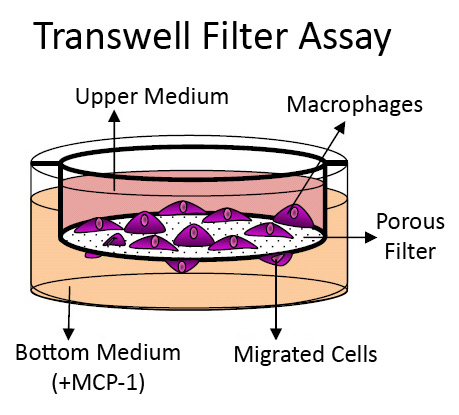 Transwell Filter Assay
Upper Medium
Macrophages
Porous
Filter
Bottom Medium
(+MCP-1)
Migrated Cells